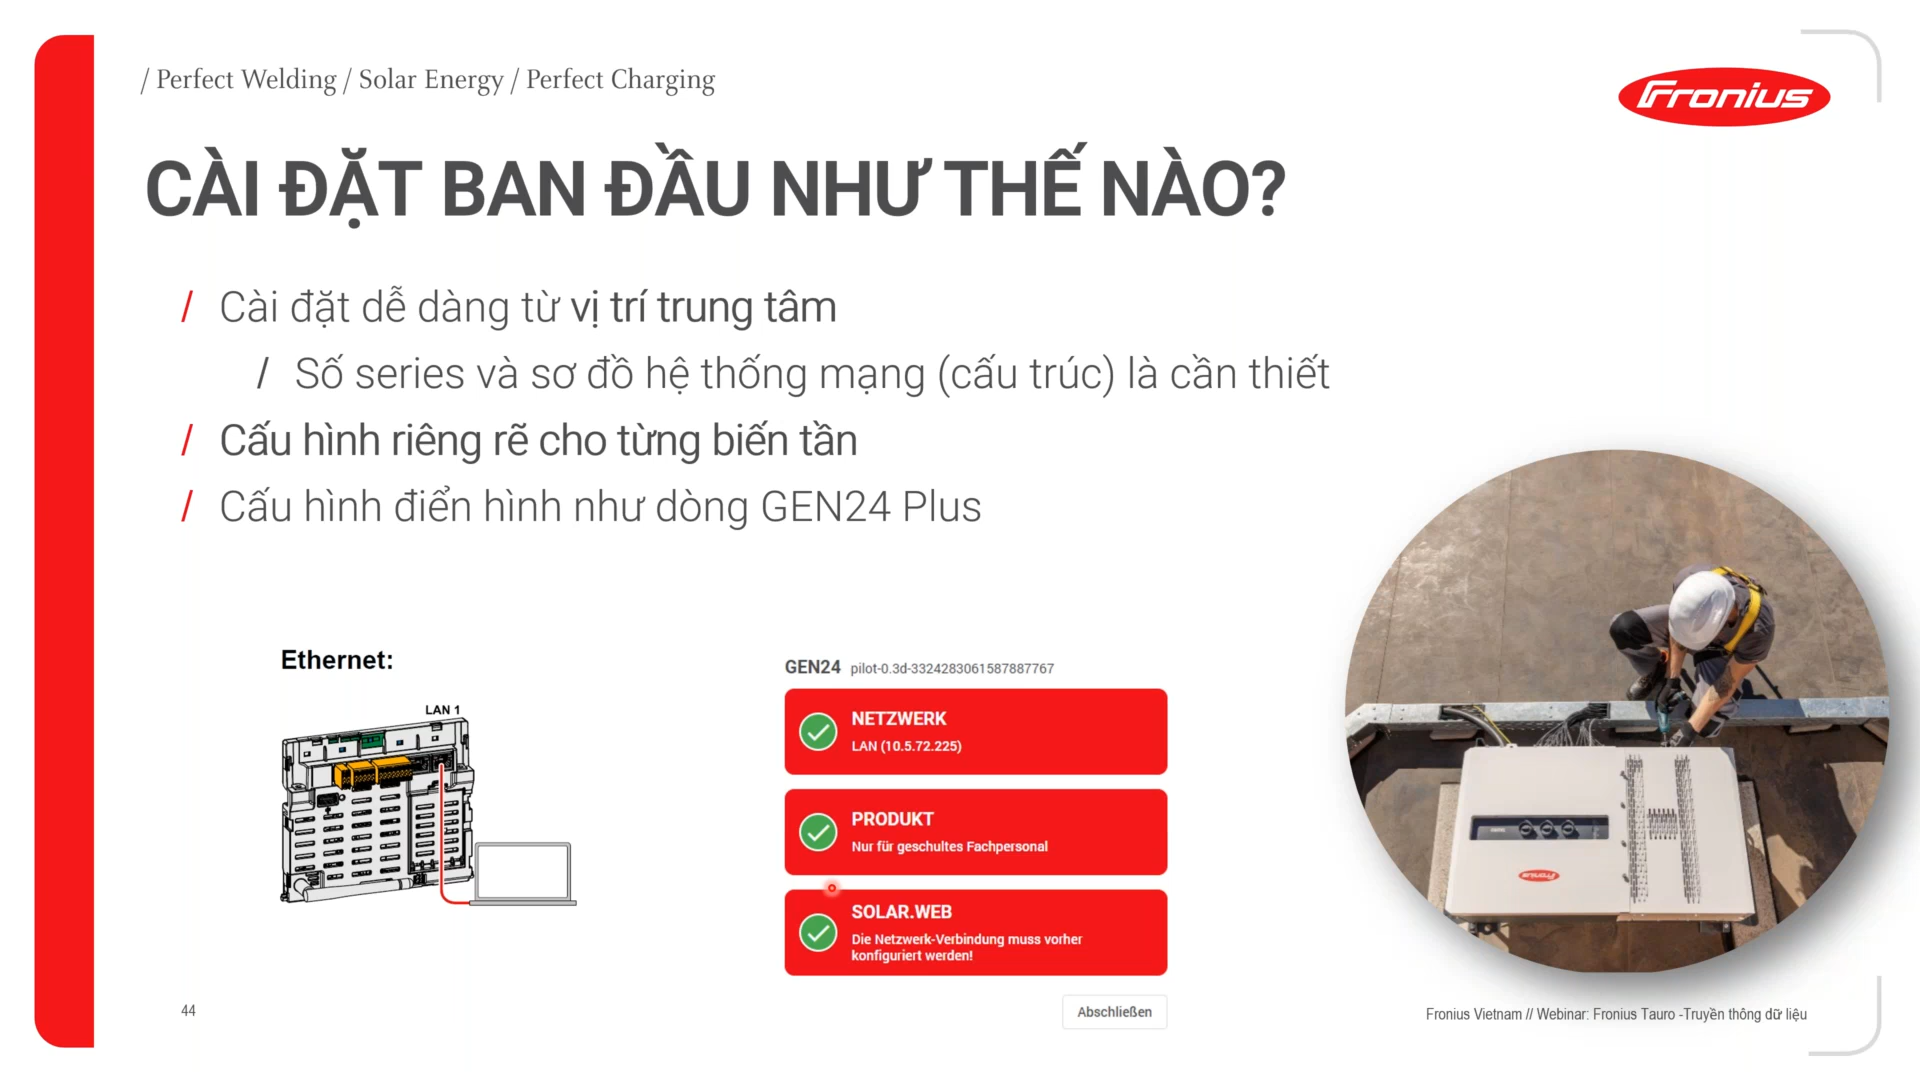 / Perfect Welding / Solar Energy / Perfect Charging
Fronius
CÀI ĐẶT BAN ĐẦU NHƯ THẾ NÀO?
/ Cài đặt dễ dàng từ vị trí trung tâm
/ Số series và sơ đồ hệ thống mạng (cấu trúc) là cần thiết
/ Cấu hình riêng rẽ cho từng biến tần
/ Cấu hình điển hình như dòng GEN24 Plus
Ethernet:
LAN 1
GEN24 pilot-0.3d-3324283061587887767
NETZWERK
LAN (10.5.72.225)
PRODUKT
Nur für geschultes Fachpersonal
SOLAR.WEB
Die Netzwerk-Verbindung muss vorher
konfiguriert werden!
Abschließen
Fronius
44
Fronius Vietnam // Webinar: Fronius Tauro -Truyền thông dữ liệu